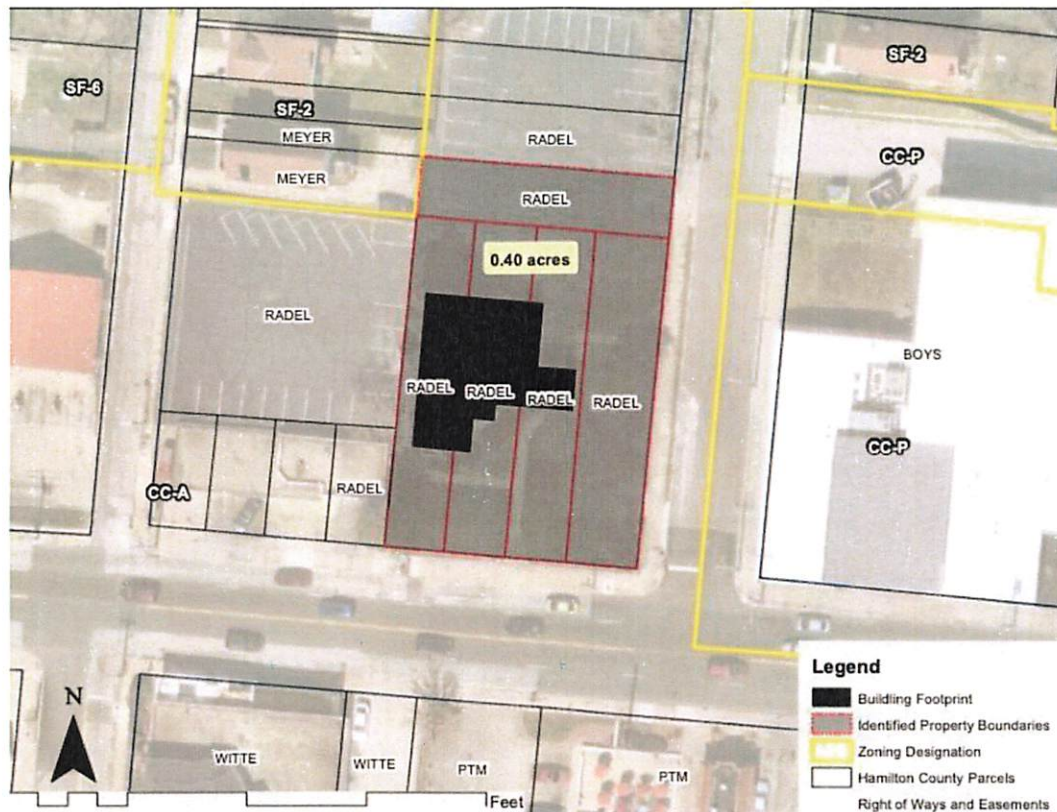 SF-6
SF-2
SF-2
MEYER
MEYER
RADEL
CC-P
RADEL
0.40 acres
RADEL
BOYS
RADEL
RADEL
RADEL
RADEL
CC-P
RADEL
CC-A
Legend
Buildling Footprint
Identified Property Boundaries
Zoning Designation
Hamilton County Parcels
Right of Ways and Easements
N
WITTE
WITTE
PTM
PTM
Feet